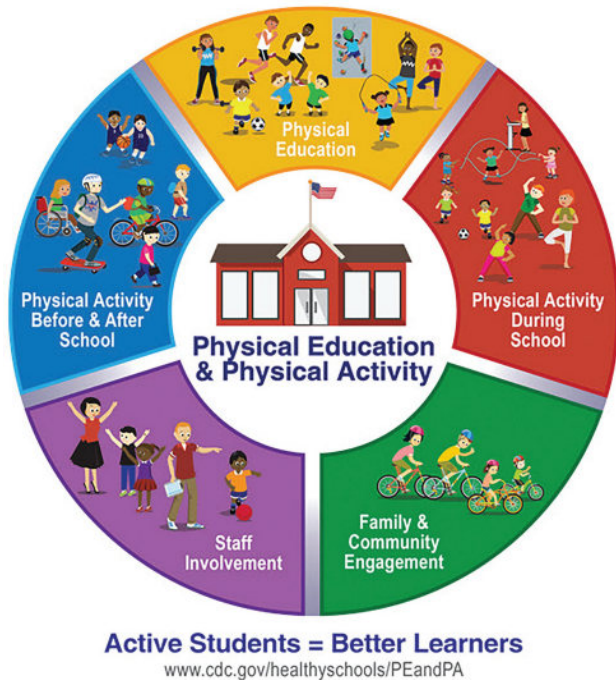 Physical
Education
Physical Activity
Before & After
School
Physical Activity
During
School
Physical Education
& Physical Activity
Staff
Involvement
Family &
Community
Engagement
Active Students = Better Learners
www.cdc.gov/healthyschools/PEandPA